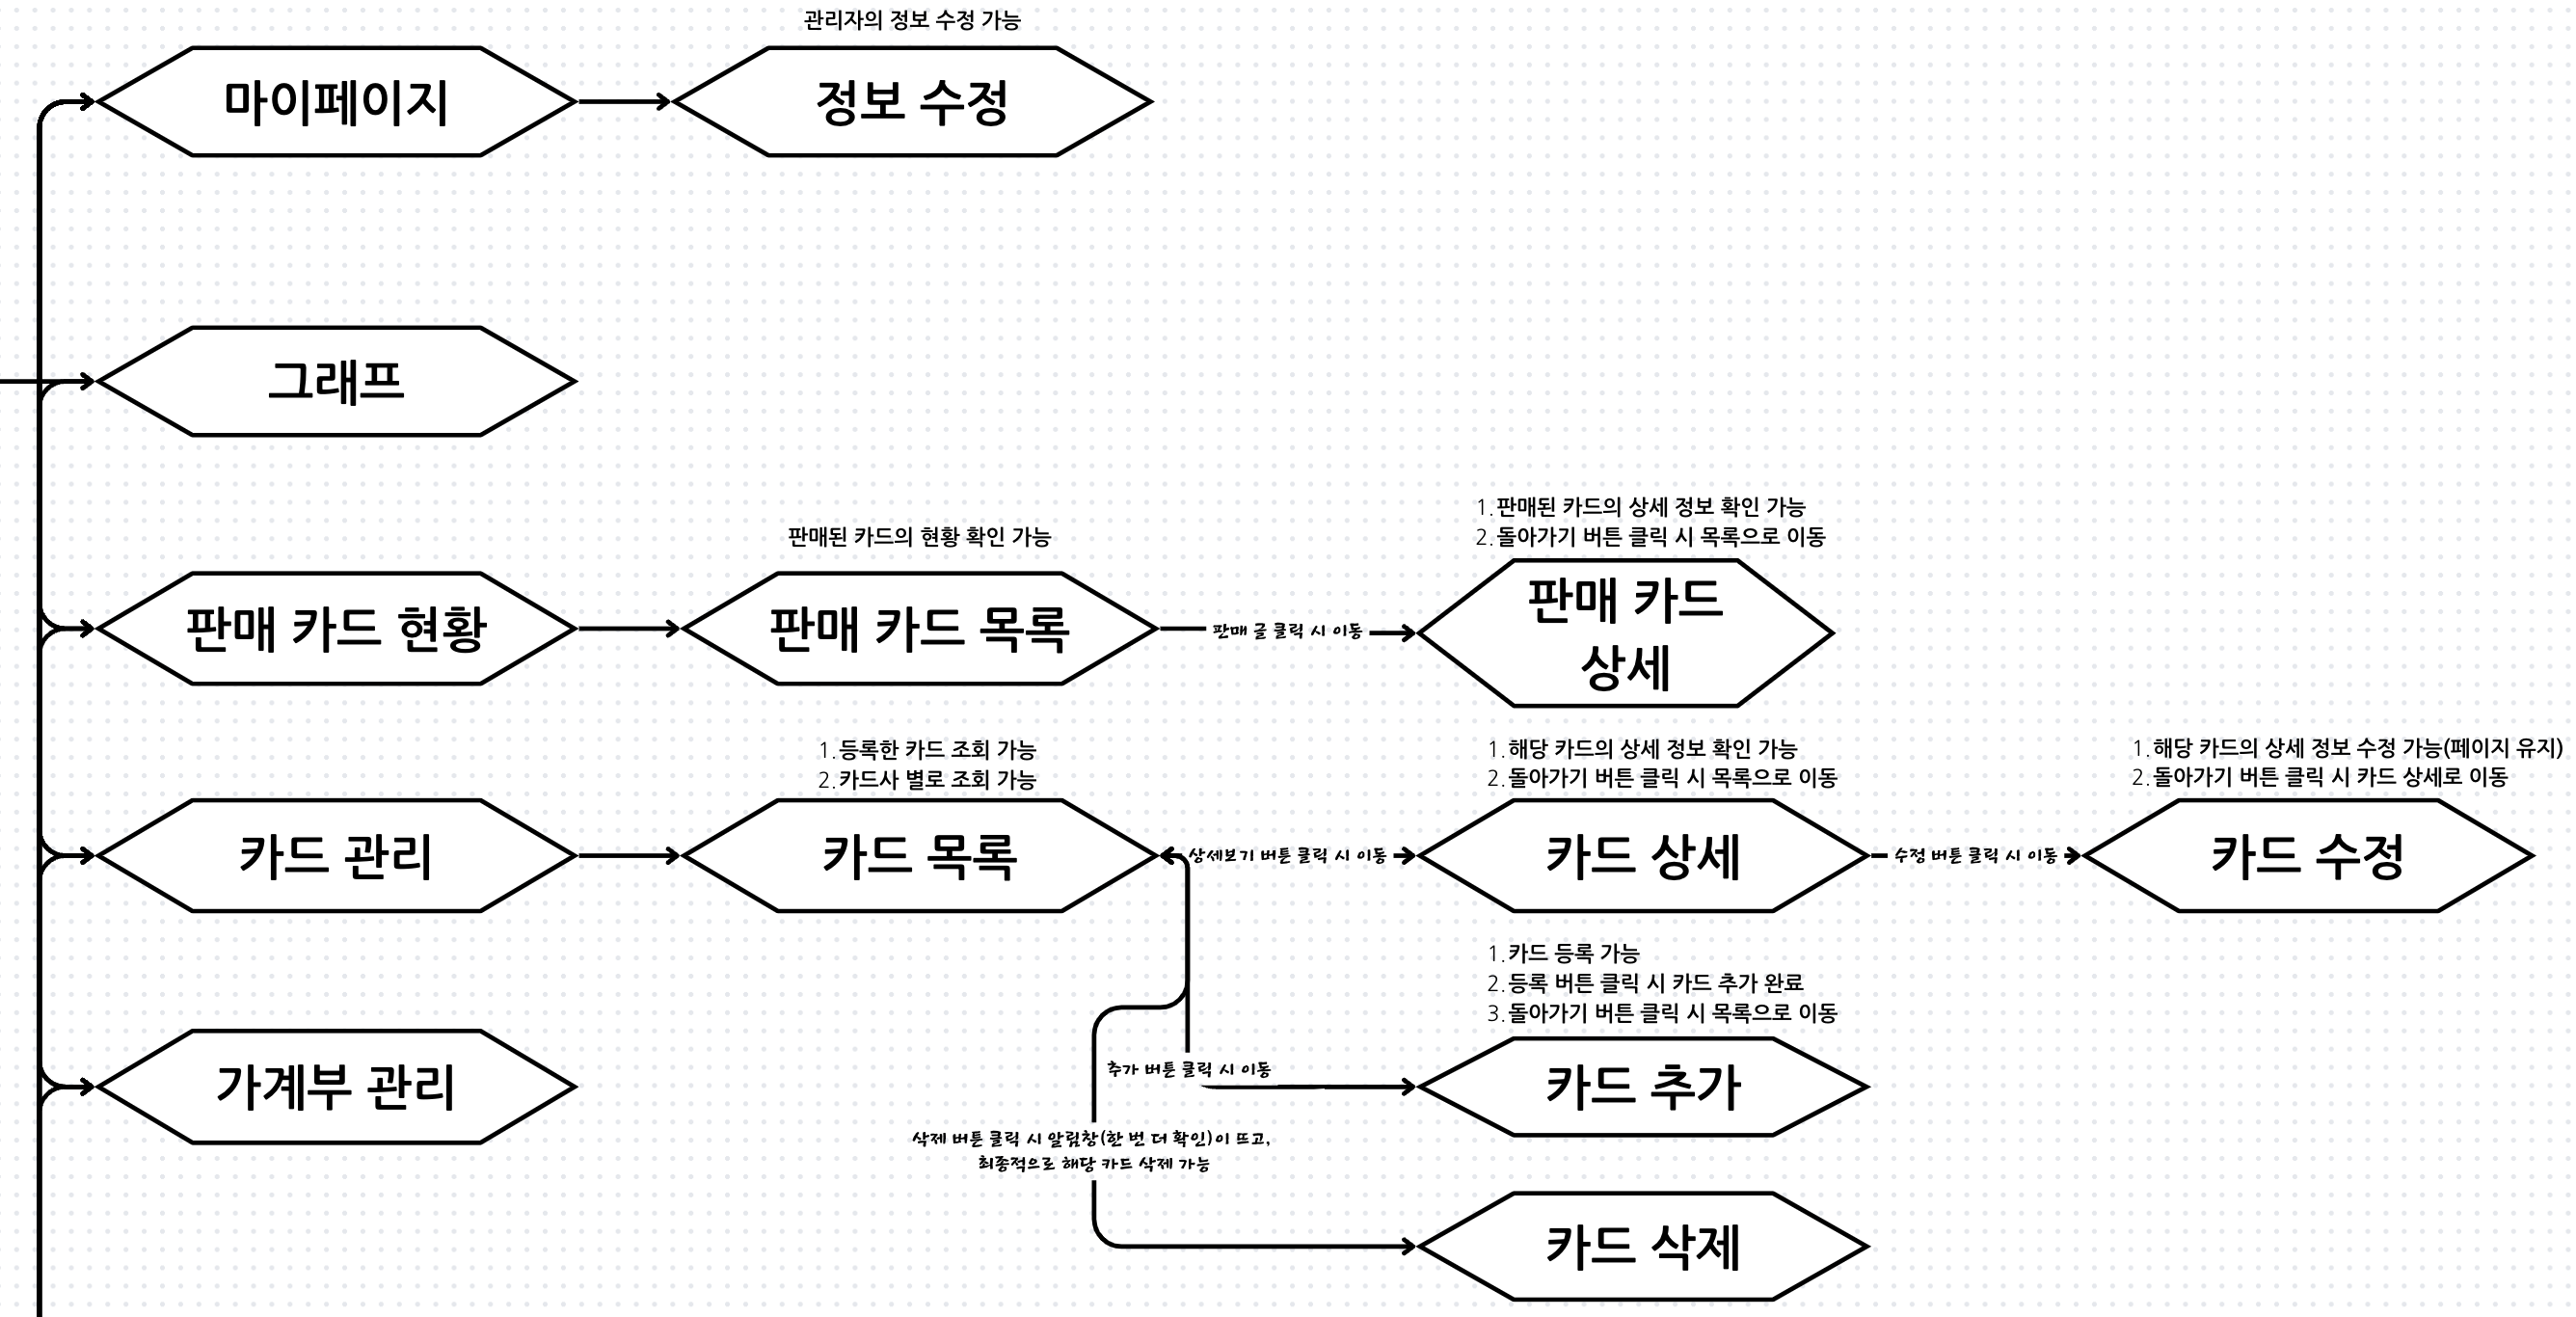 관리자의 정보 수정 가능
마이페이지
정보 수정
그래프
판매된 카드의 현황 확인 가능
1. 판매된 카드의 상세 정보 확인 가능
2. 돌아가기 버튼 클릭 시 목록으로 이동
판매 카드 현황
판매 카드 목록
판매 글 클릭 시 이동
판매 카드
상세
1. 등록한 카드 조회 가능
2. 카드사 별로 조회 가능
1. 해당 카드의 상세 정보 확인 가능
2. 돌아가기 버튼 클릭 시 목록으로 이동
1. 해당 카드의 상세 정보 수정 가능(페이지 유지)
2. 돌아가기 버튼 클릭 시 카드 상세로 이동
카드 관리
카드 목록
상세보기 버튼 클릭 시 이동
카드 상세
수정 버튼 클릭 시 이동
카드 수정
1. 카드 등록 가능
2. 등록 버튼 클릭 시 카드 추가 완료
3. 돌아가기 버튼 클릭 시 목록으로 이동
가계부 관리
추가 버튼 클릭 시 이동
카드 추가
삭제 버튼 클릭 시 알림창(한 번 더 확인)이 뜨고,
최종적으로 해당 카드 삭제 가능
카드 삭제